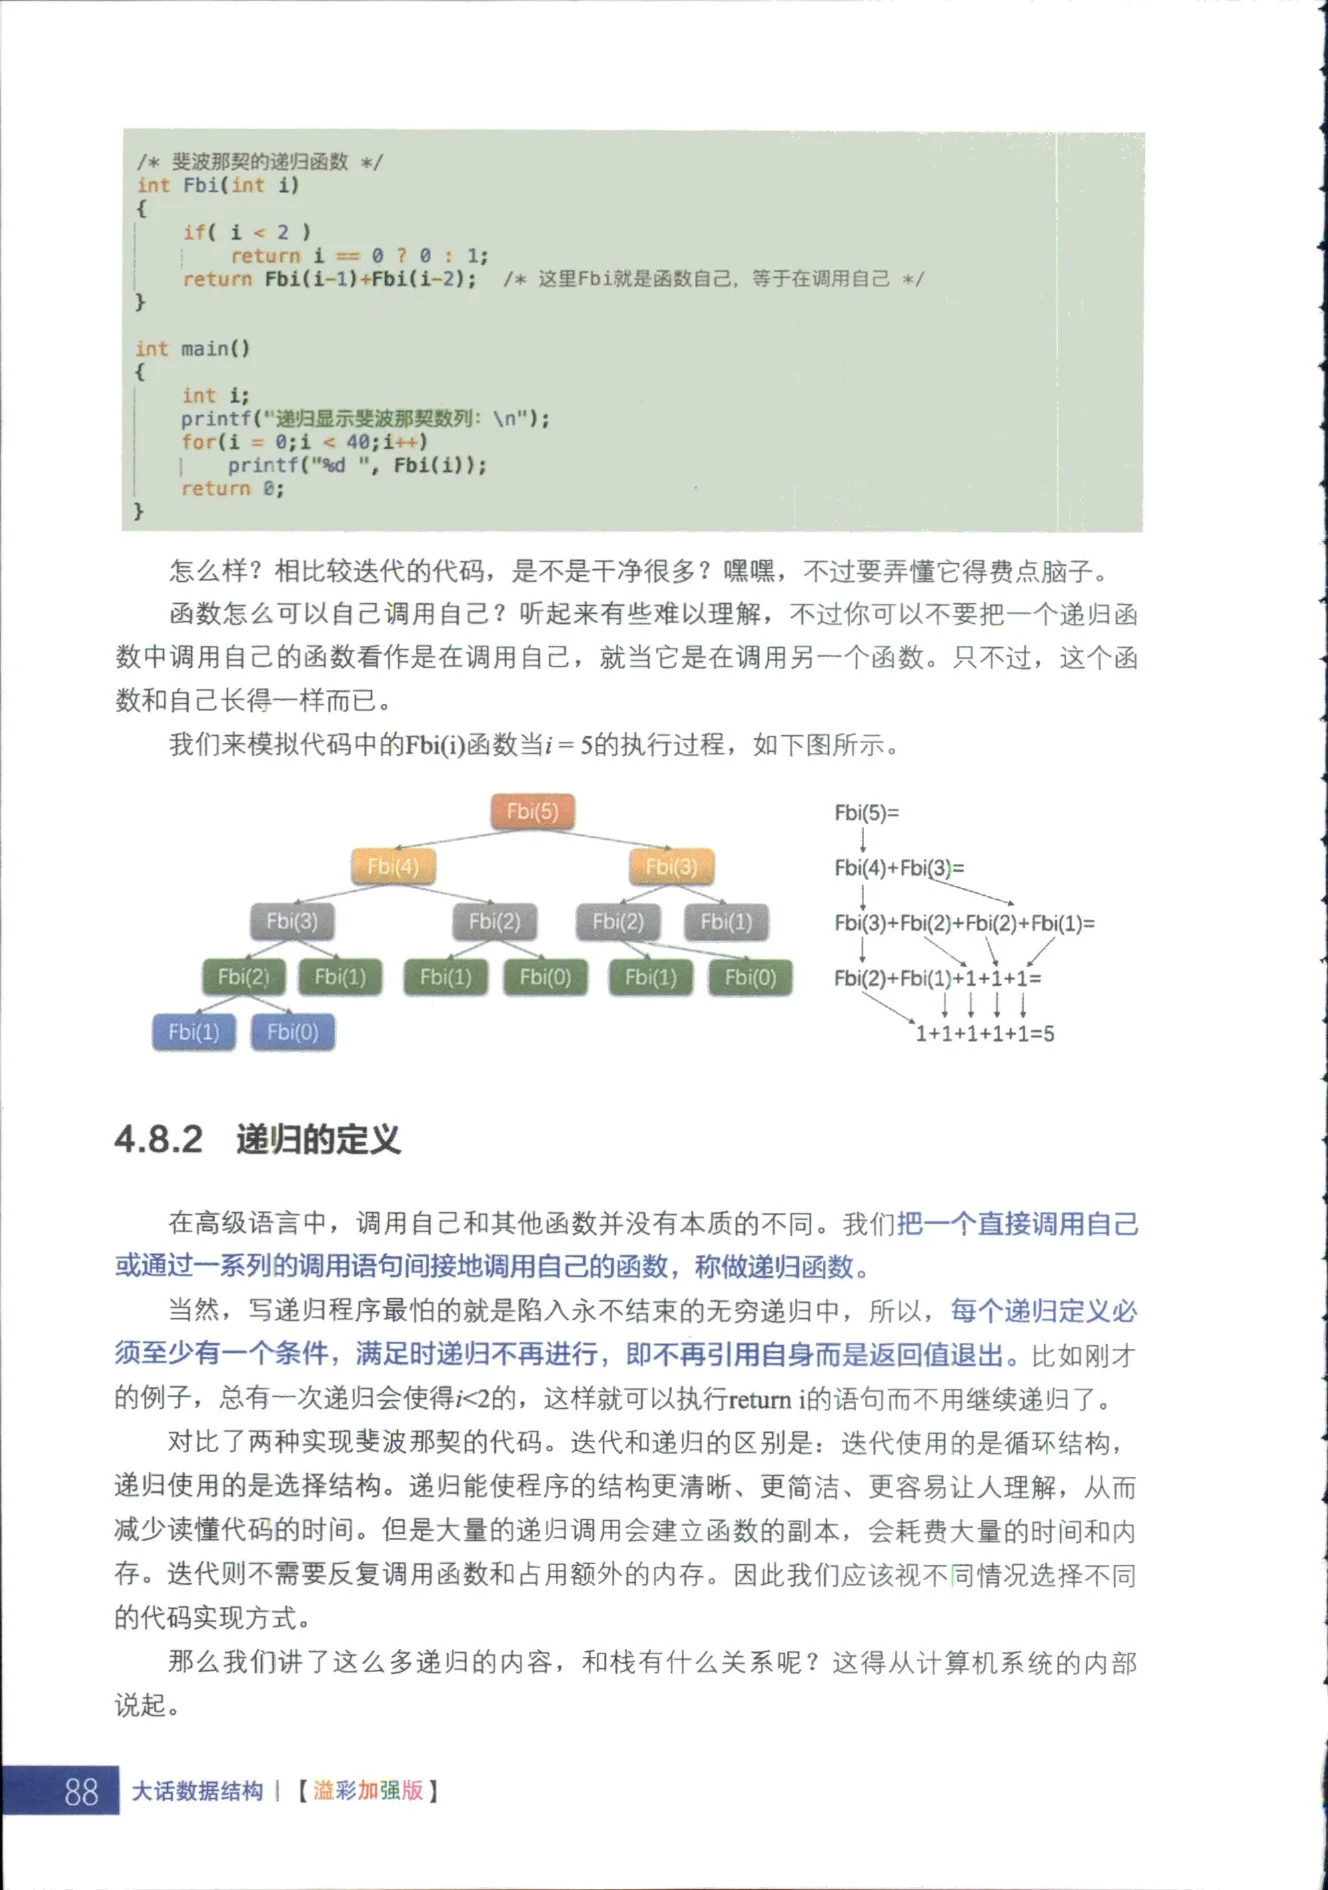 /* 斐波那契的递归函数 */
int Fbi(int i)
{
if( i < 2 )
return i == 0 ? 0 : 1;
return Fbi(i-1)+Fbi(i-2); /* 这里Fbi就是函数自己, 等于在调用自己 */
}
int main()
{
int i;
printf("递归显示斐波那契数列: \n");
for(i = 0;i < 40;i++)
printf("%d ", Fbi(i));
return 0;
}
怎么样？相比较迭代的代码，是不是干净很多？嘿嘿，不过要弄懂它得费点脑子。
函数怎么可以自己调用自己？听起来有些难以理解，不过你可以不要把一个递归函
数中调用自己的函数看作是在调用自己，就当它是在调用另一个函数。只不过，这个函
数和自己长得一样而已。
我们来模拟代码中的Fbi(i)函数当i = 5的执行过程，如下图所示。
Fbi(5)
Fbi(4) Fbi(3)
Fbi(3) Fbi(2) Fbi(2) Fbi(1)
Fbi(2) Fbi(1) Fbi(1) Fbi(0) Fbi(1) Fbi(0)
Fbi(1) Fbi(0)
Fbi(5)=
Fbi(4)+Fbi(3)=
Fbi(3)+Fbi(2)+Fbi(2)+Fbi(1)=
Fbi(2)+Fbi(1)+1+1+1=
1+1+1+1+1=5
4.8.2 递归的定义
在高级语言中，调用自己和其他函数并没有本质的不同。我们把一个直接调用自己
或通过一系列的调用语句间接地调用自己的函数，称做递归函数。
当然，写递归程序最怕的就是陷入永不结束的无穷递归中，所以，每个递归定义必
须至少有一个条件，满足时递归不再进行，即不再引用自身而是返回值退出。比如刚才
的例子，总有一次递归会使得i<2的，这样就可以执行return i的语句而不用继续递归了。
对比了两种实现斐波那契的代码。迭代和递归的区别是：迭代使用的是循环结构，
递归使用的是选择结构。递归能使程序的结构更清晰、更简洁、更容易让人理解，从而
减少读懂代码的时间。但是大量的递归调用会建立函数的副本，会耗费大量的时间和内
存。迭代则不需要反复调用函数和占用额外的内存。因此我们应该视不同情况选择不同
的代码实现方式。
那么我们讲了这么多递归的内容，和栈有什么关系呢？这得从计算机系统的内部
说起。
88 大话数据结构 | 【溢彩加强版】